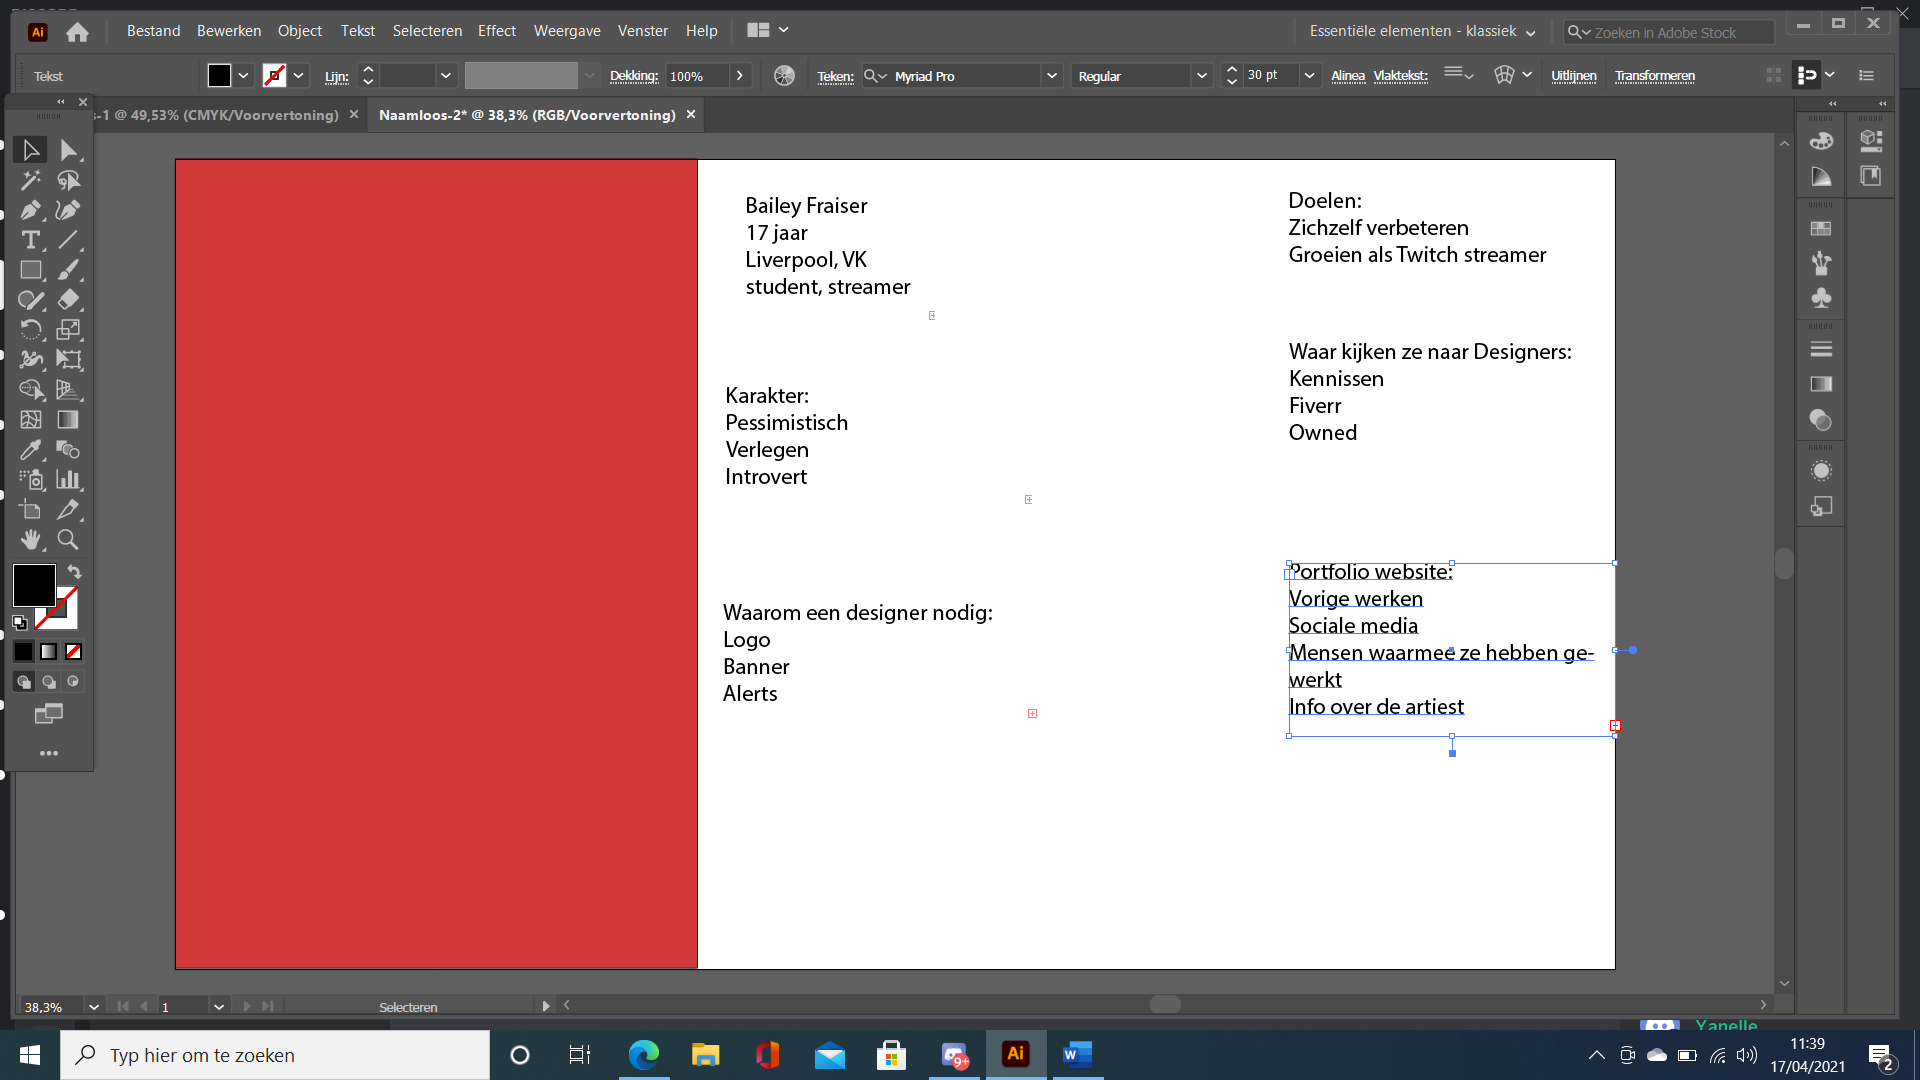 Ai
Bestand Bewerken Object Tekst Selecteren Effect Weergave Venster Help
Essentiële elementen - klassiek
Zoeken in Adobe Stock
Tekst
Lijn:
Dekking: 100%
Teken: Myriad Pro
Regular
30 pt
Alinea Vlaktekst:
Uitlijnen
Transformeren
s-1 @ 49,53% (CMYK/Voorvertoning)
Naamloos-2* @ 38,3% (RGB/Voorvertoning)
Bailey Fraiser
17 jaar
Liverpool, VK
student, streamer
Karakter:
Pessimistisch
Verlegen
Introvert
Waarom een designer nodig:
Logo
Banner
Alerts
Doelen:
Zichzelf verbeteren
Groeien als Twitch streamer
Waar kijken ze naar Designers:
Kennissen
Fiverr
Owned
Portfolio website:
Vorige werken
Sociale media
Mensen waarmee ze hebben ge-
werkt
Info over de artiest
38,3%
1
Selecteren
Yanelle
Typ hier om te zoeken
9+
Ai
W
11:39
17/04/2021
2